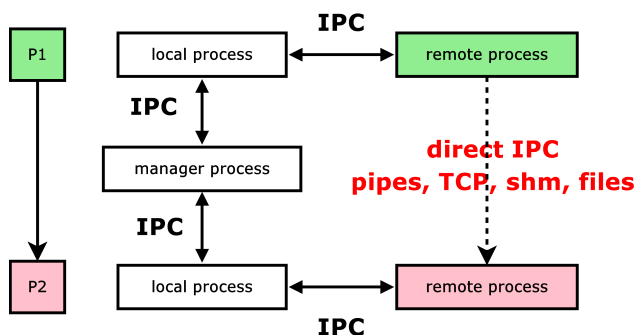 IPC
P1
local process
remote process
IPC
direct IPC
manager process
pipes, TCP, shm, files
IPC
P2
local process
remote process
IPC